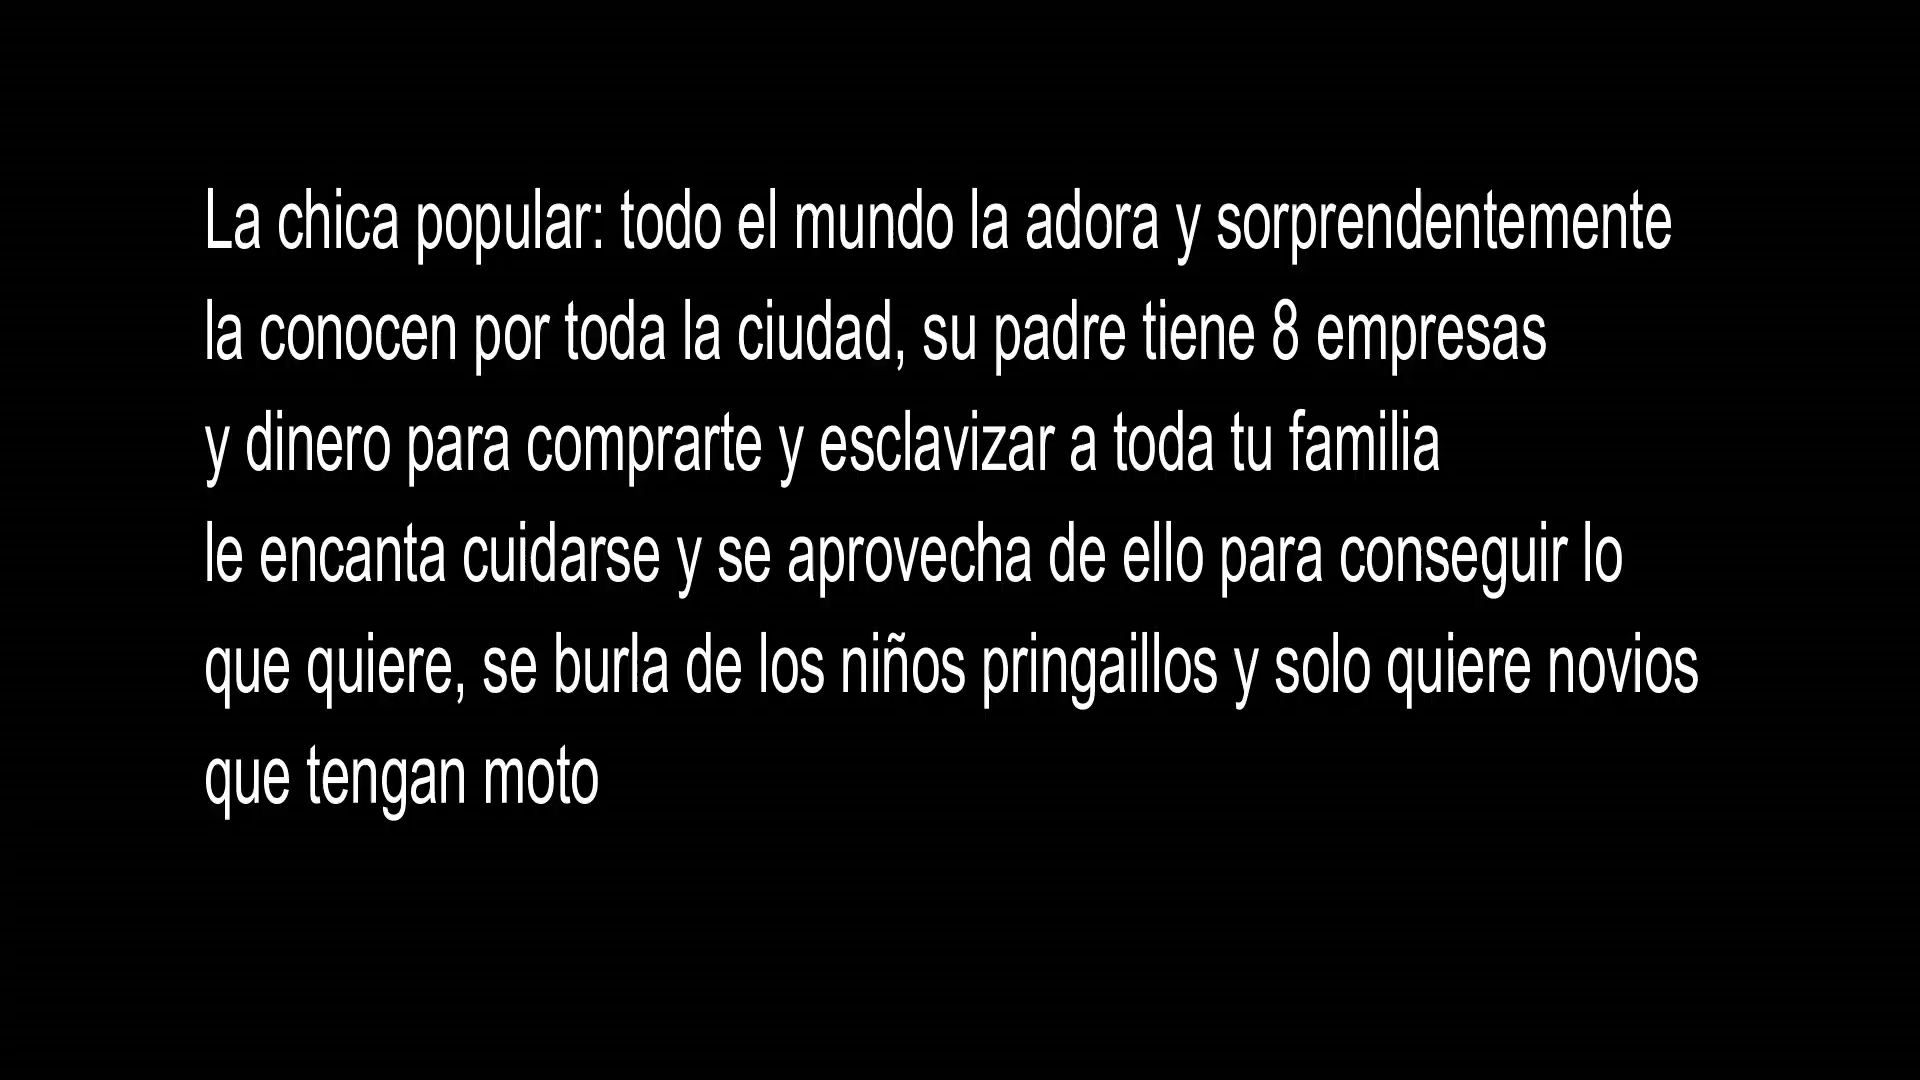 La chica popular: todo el mundo la adora y sorprendentemente
la conocen por toda la ciudad, su padre tiene 8 empresas
y dinero para comprarte y esclavizar a toda tu familia
le encanta cuidarse y se aprovecha de ello para conseguir lo
que quiere, se burla de los niños pringaillos y solo quiere novios
que tengan moto